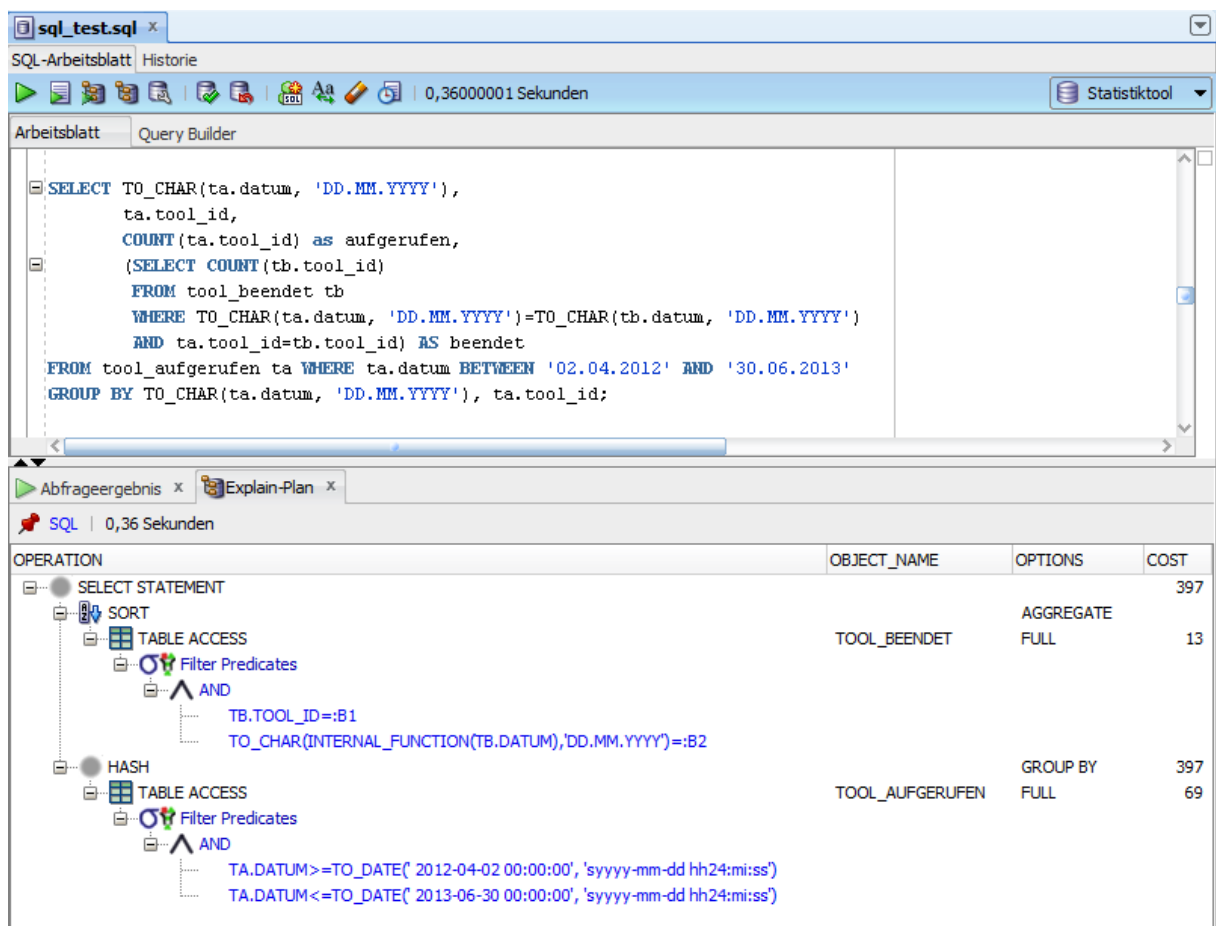 sql_test.sql x
SQL-Arbeitsblatt Historie
0,36000001 Sekunden Statistiktool
Arbeitsblatt Query Builder
SELECT TO_CHAR(ta.datum, 'DD.MM.YYYY'),
ta.tool_id,
COUNT(ta.tool_id) as aufgerufen,
(SELECT COUNT(tb.tool_id)
FROM tool_beendet tb
WHERE TO_CHAR(ta.datum, 'DD.MM.YYYY')=TO_CHAR(tb.datum, 'DD.MM.YYYY')
AND ta.tool_id=tb.tool_id) AS beendet
FROM tool_aufgerufen ta WHERE ta.datum BETWEEN '02.04.2012' AND '30.06.2013'
GROUP BY TO_CHAR(ta.datum, 'DD.MM.YYYY'), ta.tool_id;
Abfrageergebnis x Explain-Plan x
SQL | 0,36 Sekunden
OPERATION OBJECT_NAME OPTIONS COST
SELECT STATEMENT 397
SORT AGGREGATE
TABLE ACCESS TOOL_BEENDET FULL 13
Filter Predicates
AND
TB.TOOL_ID=:B1
TO_CHAR(INTERNAL_FUNCTION(TB.DATUM),'DD.MM.YYYY')=:B2
HASH GROUP BY 397
TABLE ACCESS TOOL_AUFGERUFEN FULL 69
Filter Predicates
AND
TA.DATUM>=TO_DATE(' 2012-04-02 00:00:00', 'syyyy-mm-dd hh24:mi:ss')
TA.DATUM<=TO_DATE(' 2013-06-30 00:00:00', 'syyyy-mm-dd hh24:mi:ss')